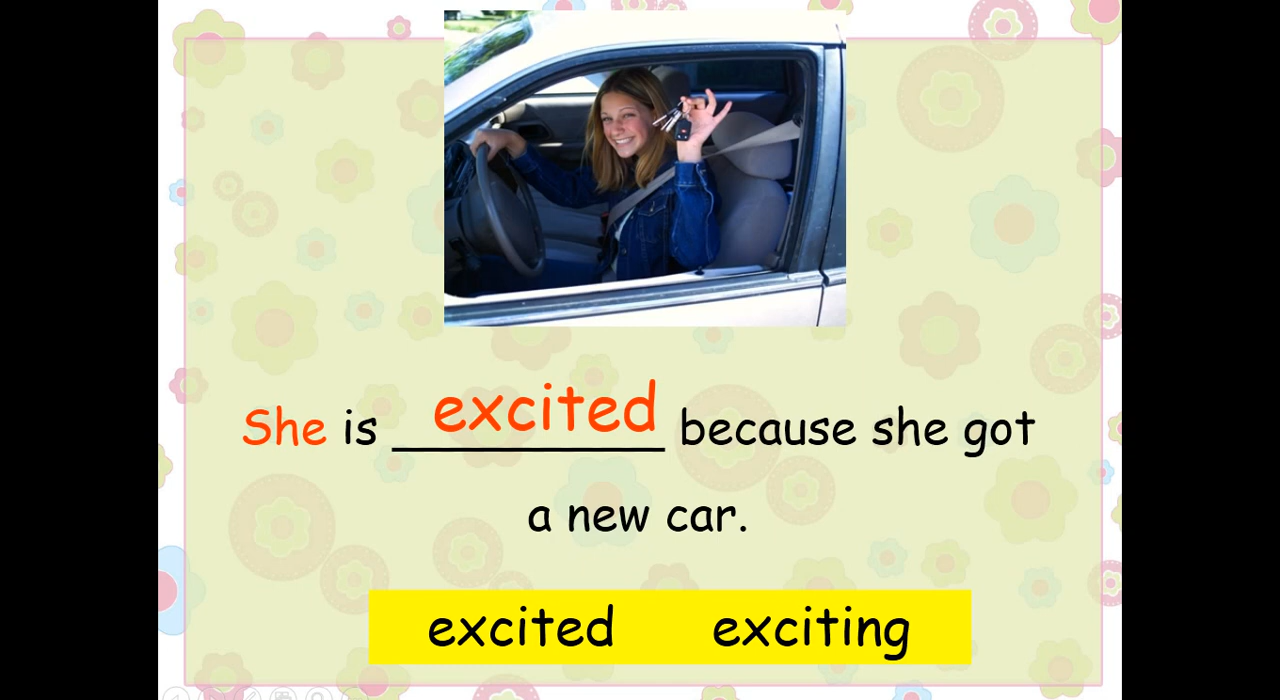 She is excited because she got
a new car.
excited exciting